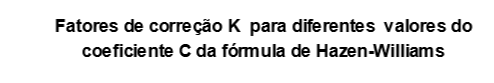 Fatores de correção K para diferentes valores do
coeficiente C da fórmula de Hazen-Williams